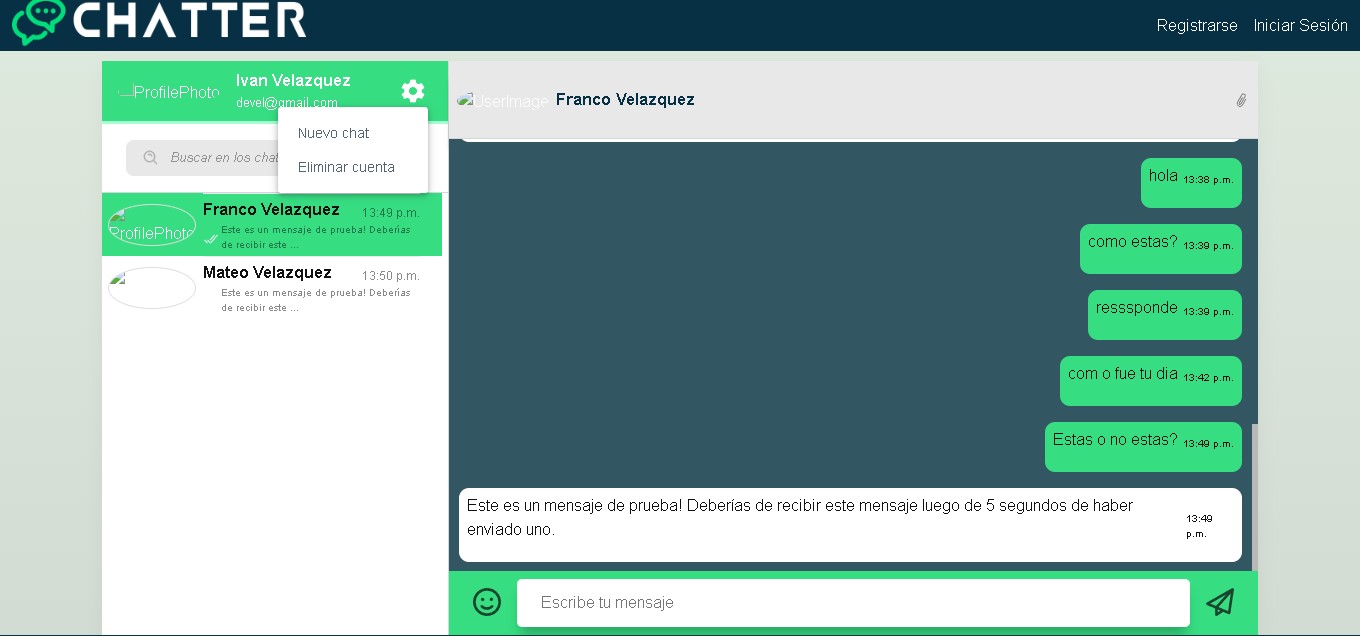 CHATTER
Registrarse Iniciar Sesión
ProfilePhoto
Ivan Velazquez
devel@gmail.com
Nuevo chat
Eliminar cuenta
Buscar en los chat
Franco Velazquez 13:49 p.m.
ProfilePhoto
Este es un mensaje de prueba! Deberías
de recibir este ...
Mateo Velazquez 13:50 p.m.
Este es un mensaje de prueba! Deberías
de recibir este ...
UserImage Franco Velazquez
hola 13:38 p.m.
como estas? 13:39 p.m.
resssponde 13:39 p.m.
com o fue tu dia 13:42 p.m.
Estas o no estas? 13:49 p.m.
Este es un mensaje de prueba! Deberías de recibir este mensaje luego de 5 segundos de haber
enviado uno.
13:49
p.m.
Escribe tu mensaje